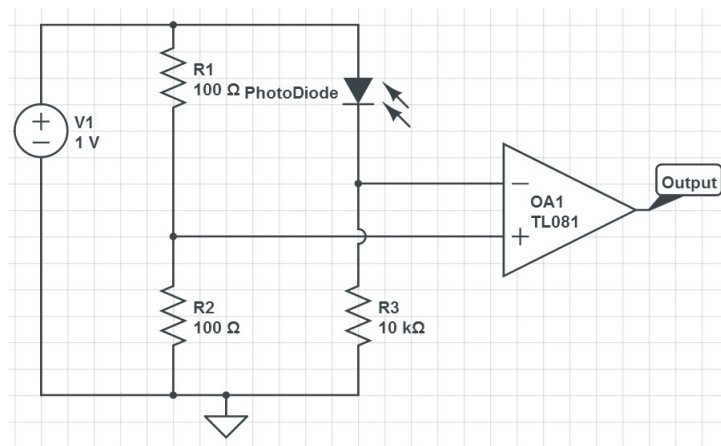 R1
100 Ω
PhotoDiode
V1
1 V
Output
OA1
TL081
R2
100 Ω
R3
10 kΩ